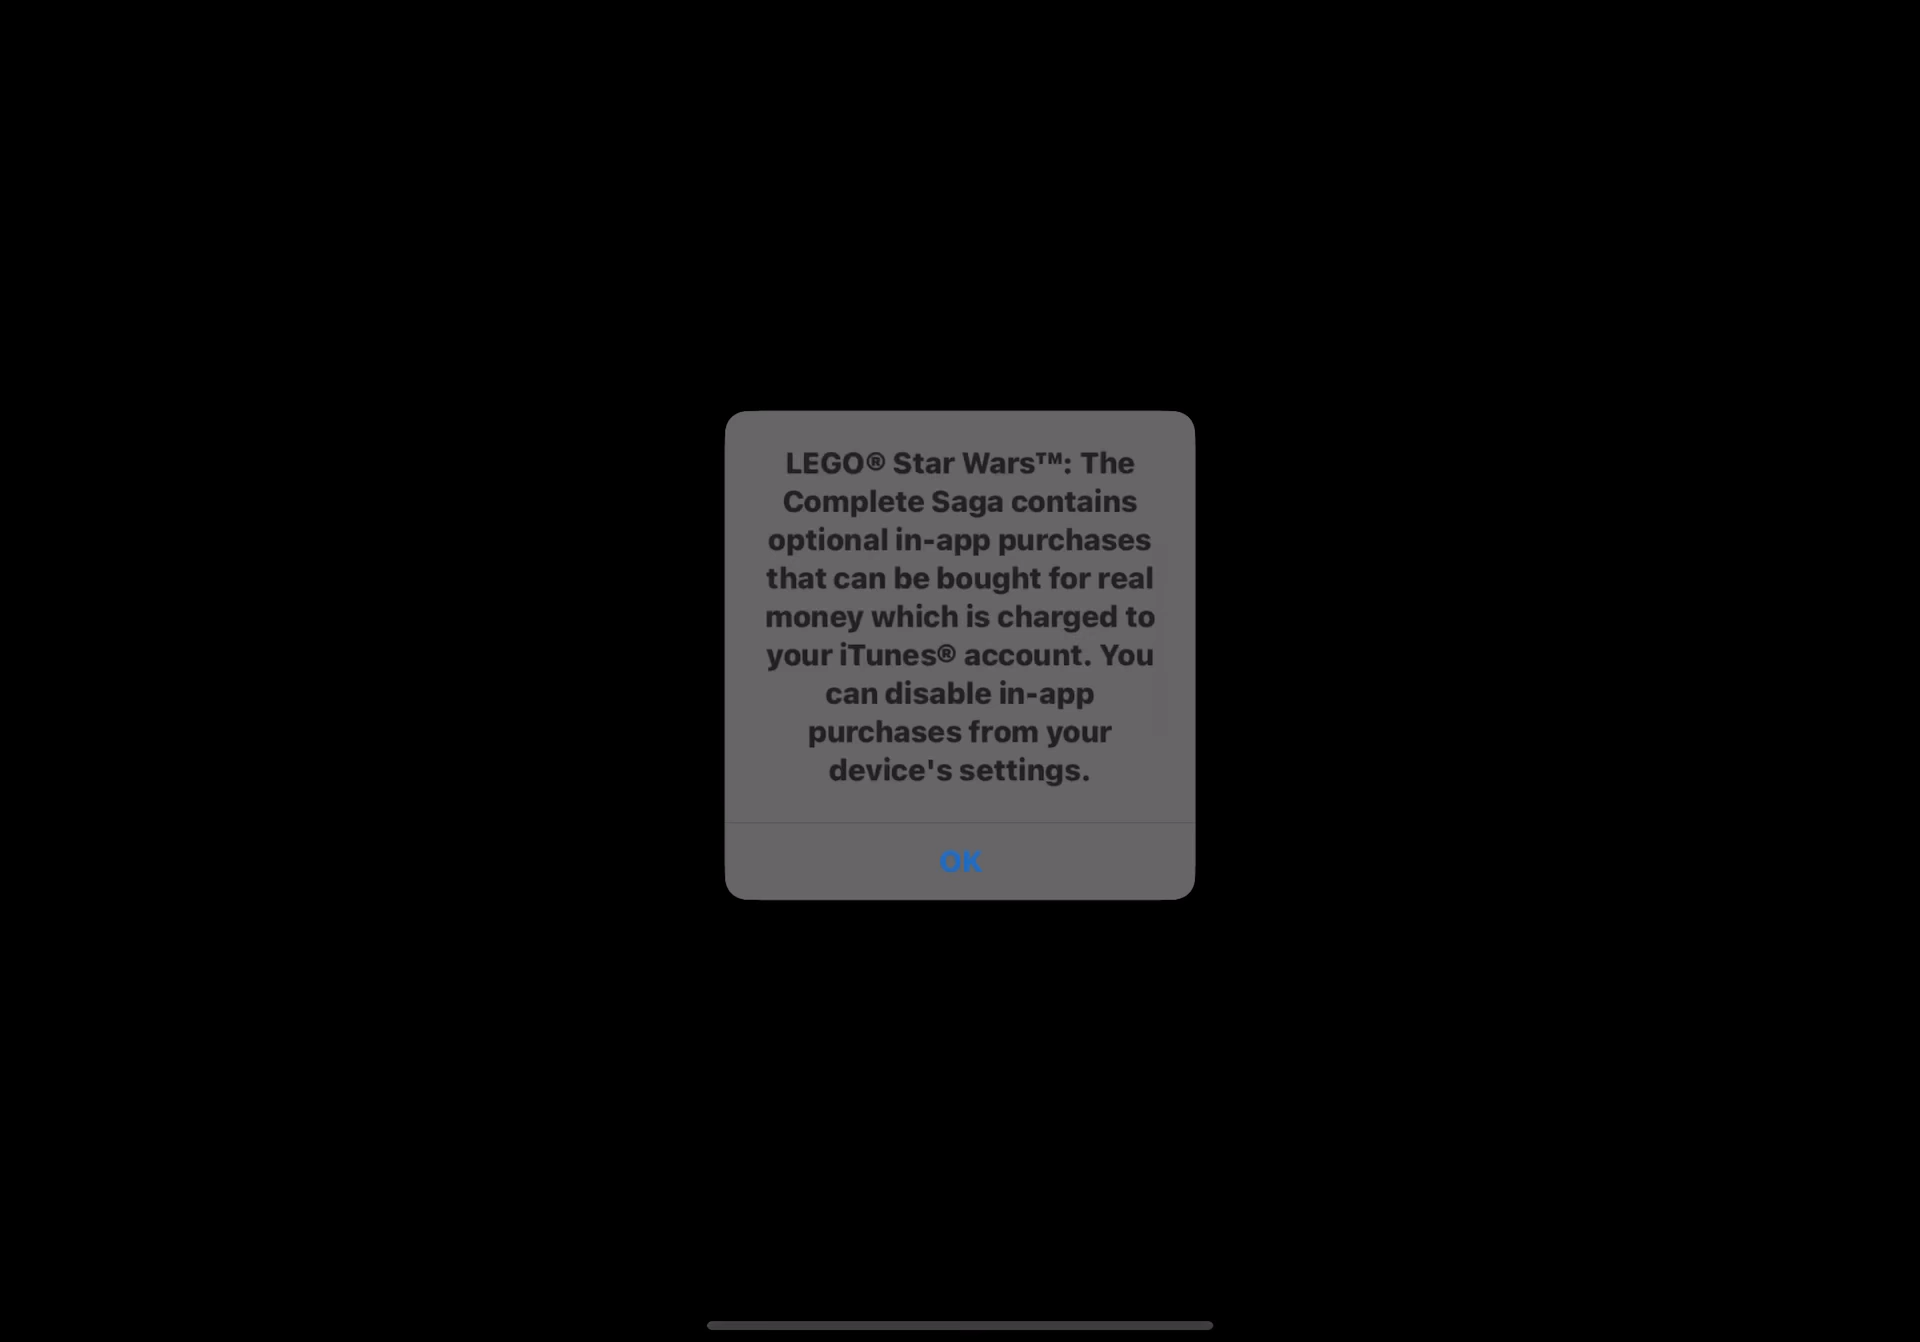 LEGO® Star Wars™: The
Complete Saga contains
optional in-app purchases
that can be bought for real
money which is charged to
your iTunes® account. You
can disable in-app
purchases from your
device's settings.
OK